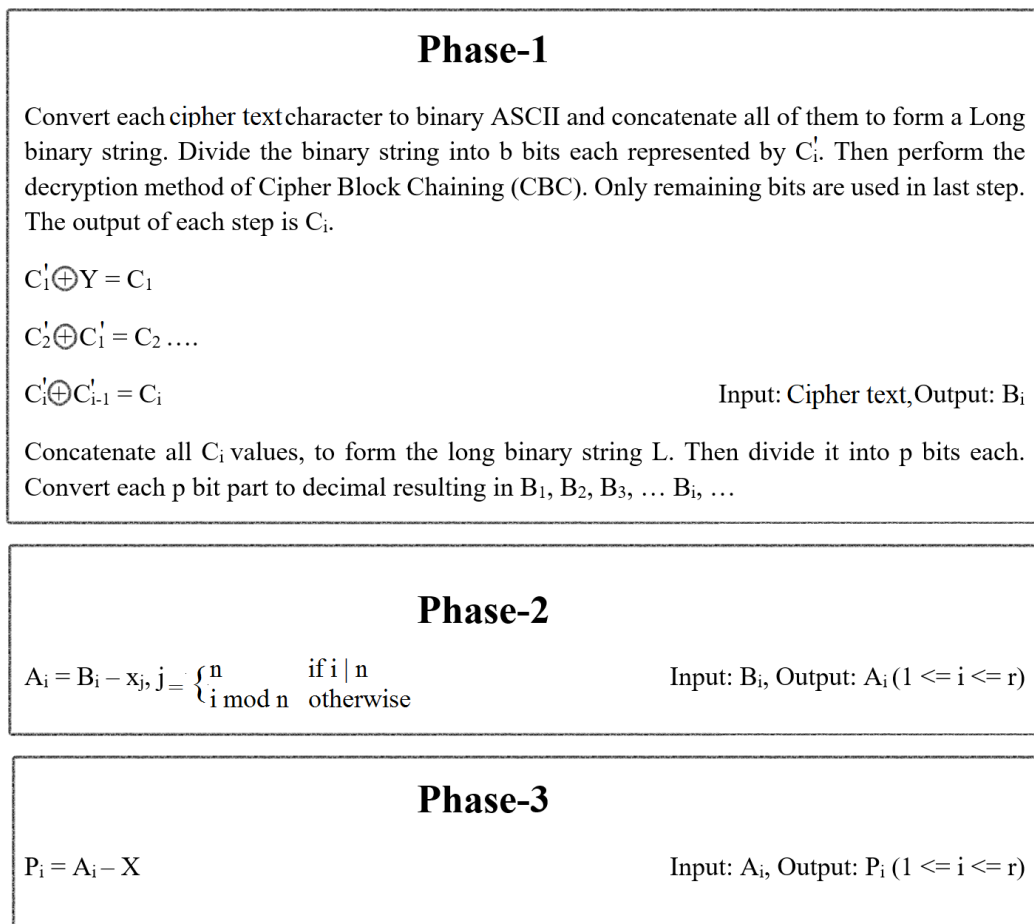 Phase-1
Convert each cipher text character to binary ASCII and concatenate all of them to form a Long
binary string. Divide the binary string into b bits each represented by C'ᵢ. Then perform the
decryption method of Cipher Block Chaining (CBC). Only remaining bits are used in last step.
The output of each step is Cᵢ.
C'₁⊕Y = C₁
C'₂⊕C'₁ = C₂ ....
C'ᵢ⊕C'ᵢ₋₁ = Cᵢ Input: Cipher text,Output: Bᵢ
Concatenate all Cᵢ values, to form the long binary string L. Then divide it into p bits each.
Convert each p bit part to decimal resulting in B₁, B₂, B₃, … Bᵢ, …
Phase-2
Aᵢ = Bᵢ – xⱼ, j = { n if i | n
i mod n otherwise
Input: Bᵢ, Output: Aᵢ (1 <= i <= r)
Phase-3
Pᵢ = Aᵢ – X Input: Aᵢ, Output: Pᵢ (1 <= i <= r)